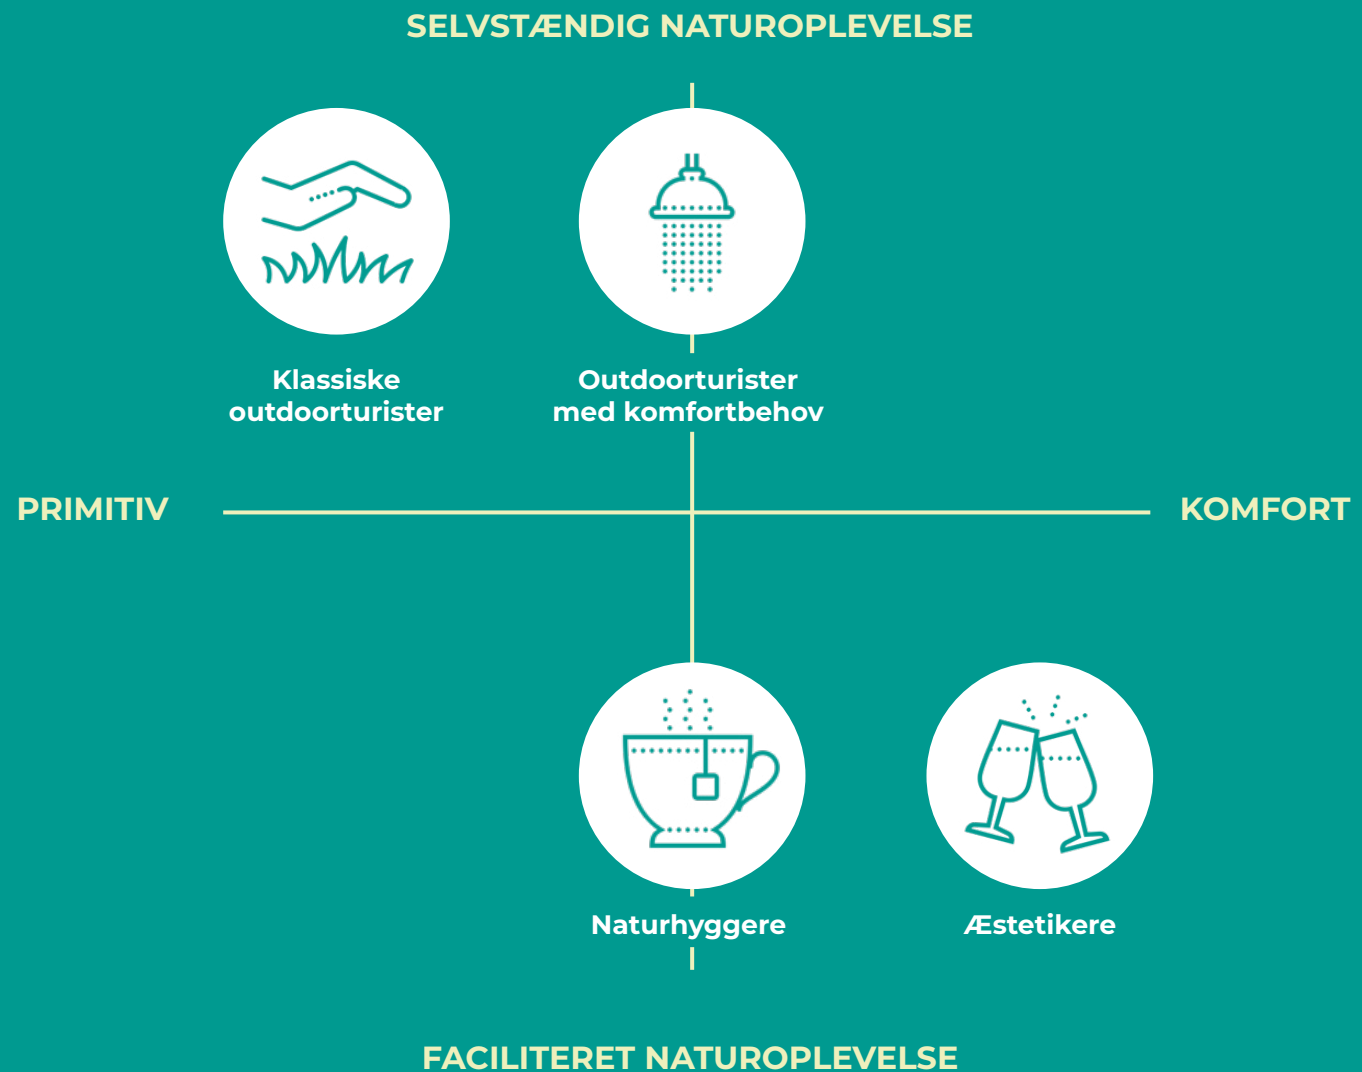 SELVSTÆNDIG NATUROPLEVELSE
Klassiske
outdoorturister
Outdoorturister
med komfortbehov
PRIMITIV
KOMFORT
Naturhyggere
Æstetikere
FACILITERET NATUROPLEVELSE